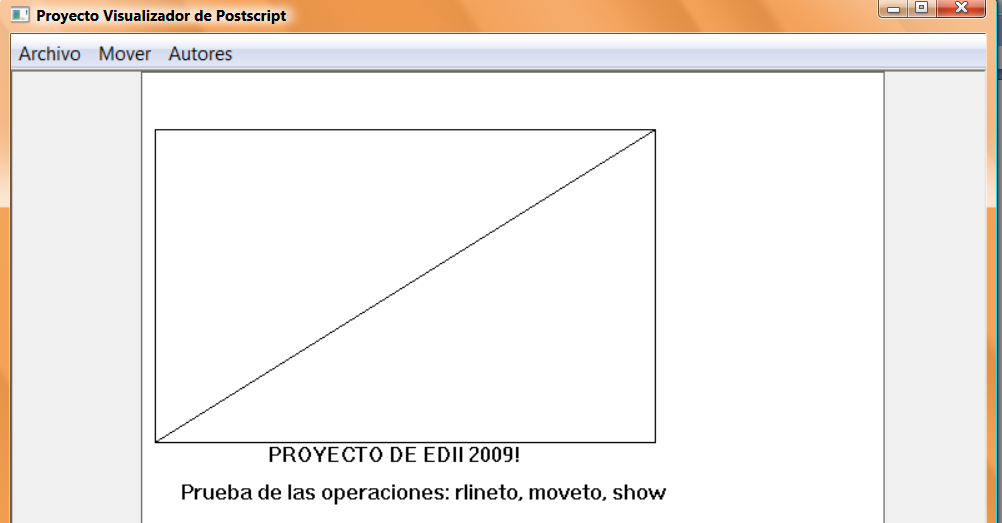 Proyecto Visualizador de Postscript
Archivo Mover Autores
PROYECTO DE EDII 2009!
Prueba de las operaciones: rlineto, moveto, show